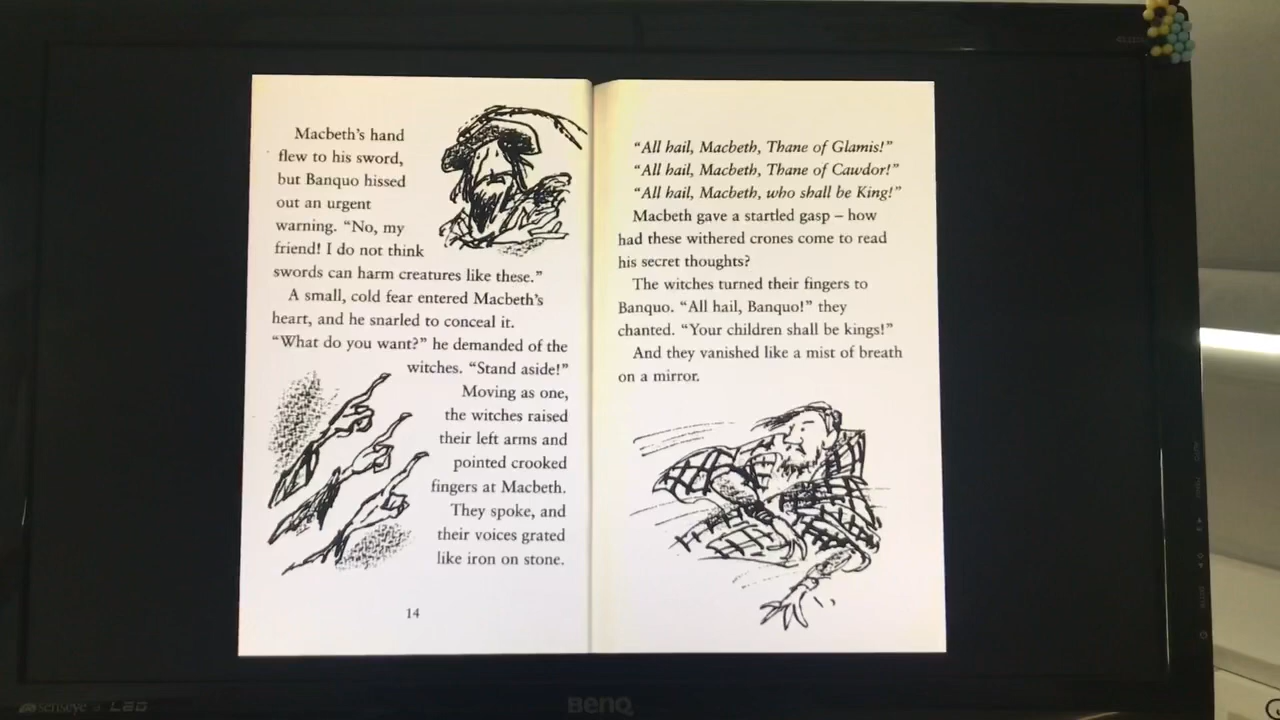 Macbeth's hand
flew to his sword,
but Banquo hissed
out an urgent
warning. "No, my
friend! I do not think
swords can harm creatures like these."
A small, cold fear entered Macbeth's
heart, and he snarled to conceal it.
"What do you want?" he demanded of the
witches. "Stand aside!"
Moving as one,
the witches raised
their left arms and
pointed crooked
fingers at Macbeth.
They spoke, and
their voices grated
like iron on stone.
14
"All hail, Macbeth, Thane of Glamis!"
"All hail, Macbeth, Thane of Cawdor!"
"All hail, Macbeth, who shall be King!"
Macbeth gave a startled gasp – how
had these withered crones come to read
his secret thoughts?
The witches turned their fingers to
Banquo. "All hail, Banquo!" they
chanted. "Your children shall be kings!"
And they vanished like a mist of breath
on a mirror.
senseye
LED
BenQ